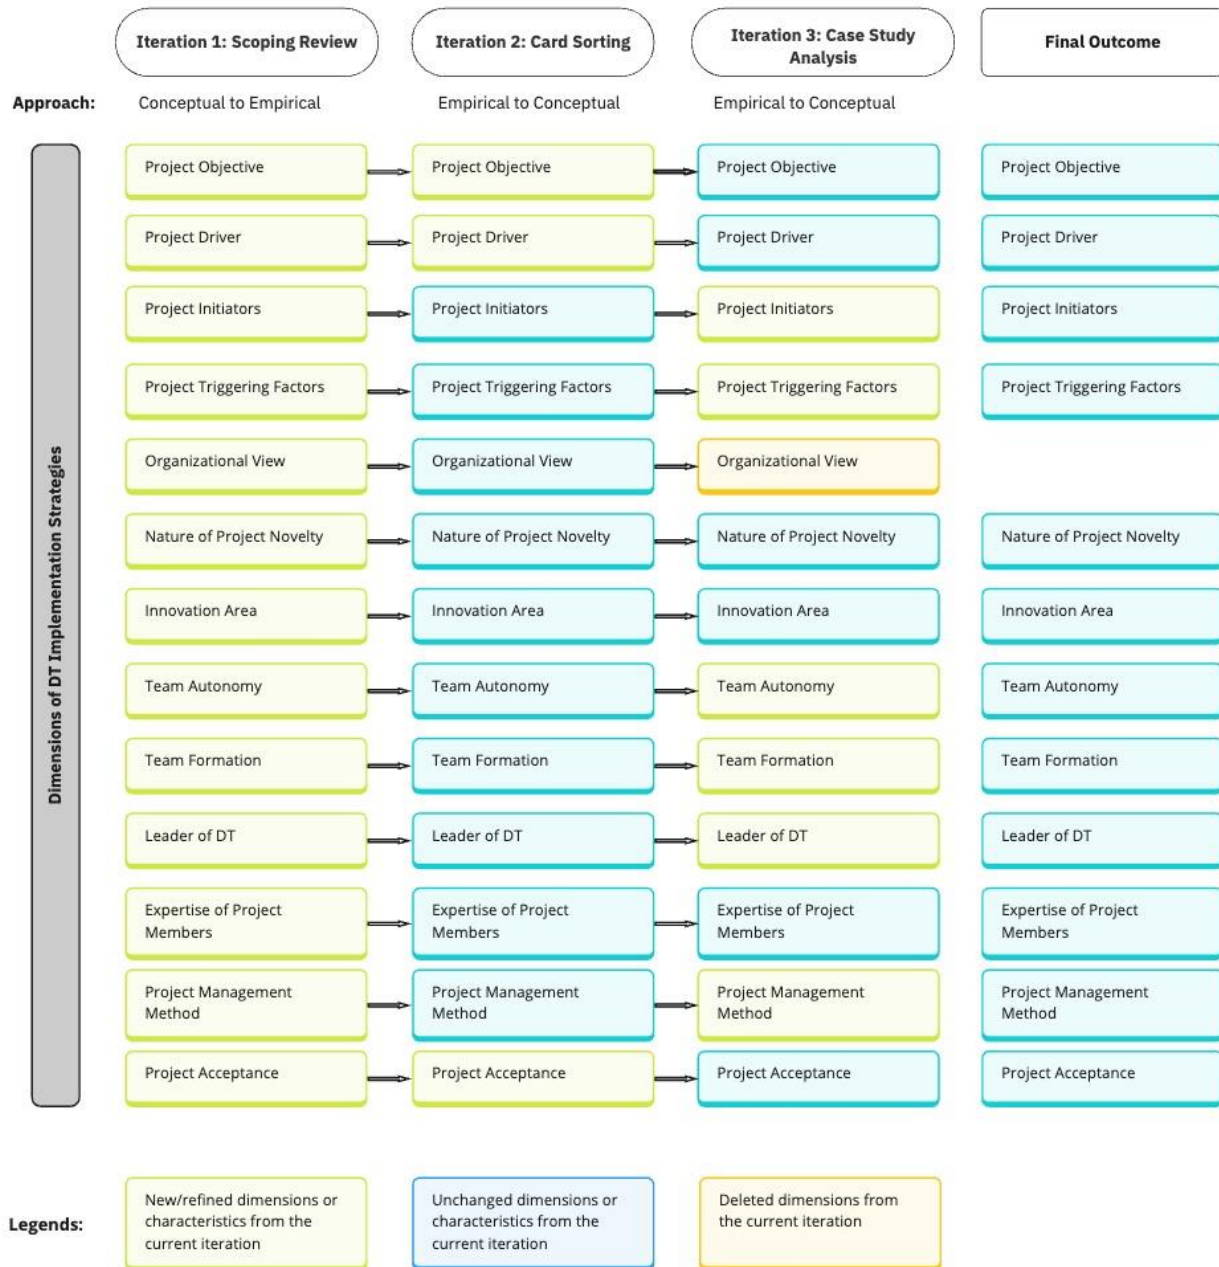 Iteration 1: Scoping Review
Iteration 2: Card Sorting
Iteration 3: Case Study
Analysis
Final Outcome
Approach:
Conceptual to Empirical
Empirical to Conceptual
Empirical to Conceptual
Dimensions of DT Implementation Strategies
Project Objective
Project Objective
Project Objective
Project Objective
Project Driver
Project Driver
Project Driver
Project Driver
Project Initiators
Project Initiators
Project Initiators
Project Initiators
Project Triggering Factors
Project Triggering Factors
Project Triggering Factors
Project Triggering Factors
Organizational View
Organizational View
Organizational View
Nature of Project Novelty
Nature of Project Novelty
Nature of Project Novelty
Nature of Project Novelty
Innovation Area
Innovation Area
Innovation Area
Innovation Area
Team Autonomy
Team Autonomy
Team Autonomy
Team Autonomy
Team Formation
Team Formation
Team Formation
Team Formation
Leader of DT
Leader of DT
Leader of DT
Leader of DT
Expertise of Project
Members
Expertise of Project
Members
Expertise of Project
Members
Expertise of Project
Members
Project Management
Method
Project Management
Method
Project Management
Method
Project Management
Method
Project Acceptance
Project Acceptance
Project Acceptance
Project Acceptance
Legends:
New/refined dimensions or
characteristics from the
current iteration
Unchanged dimensions or
characteristics from the
current iteration
Deleted dimensions from
the current iteration